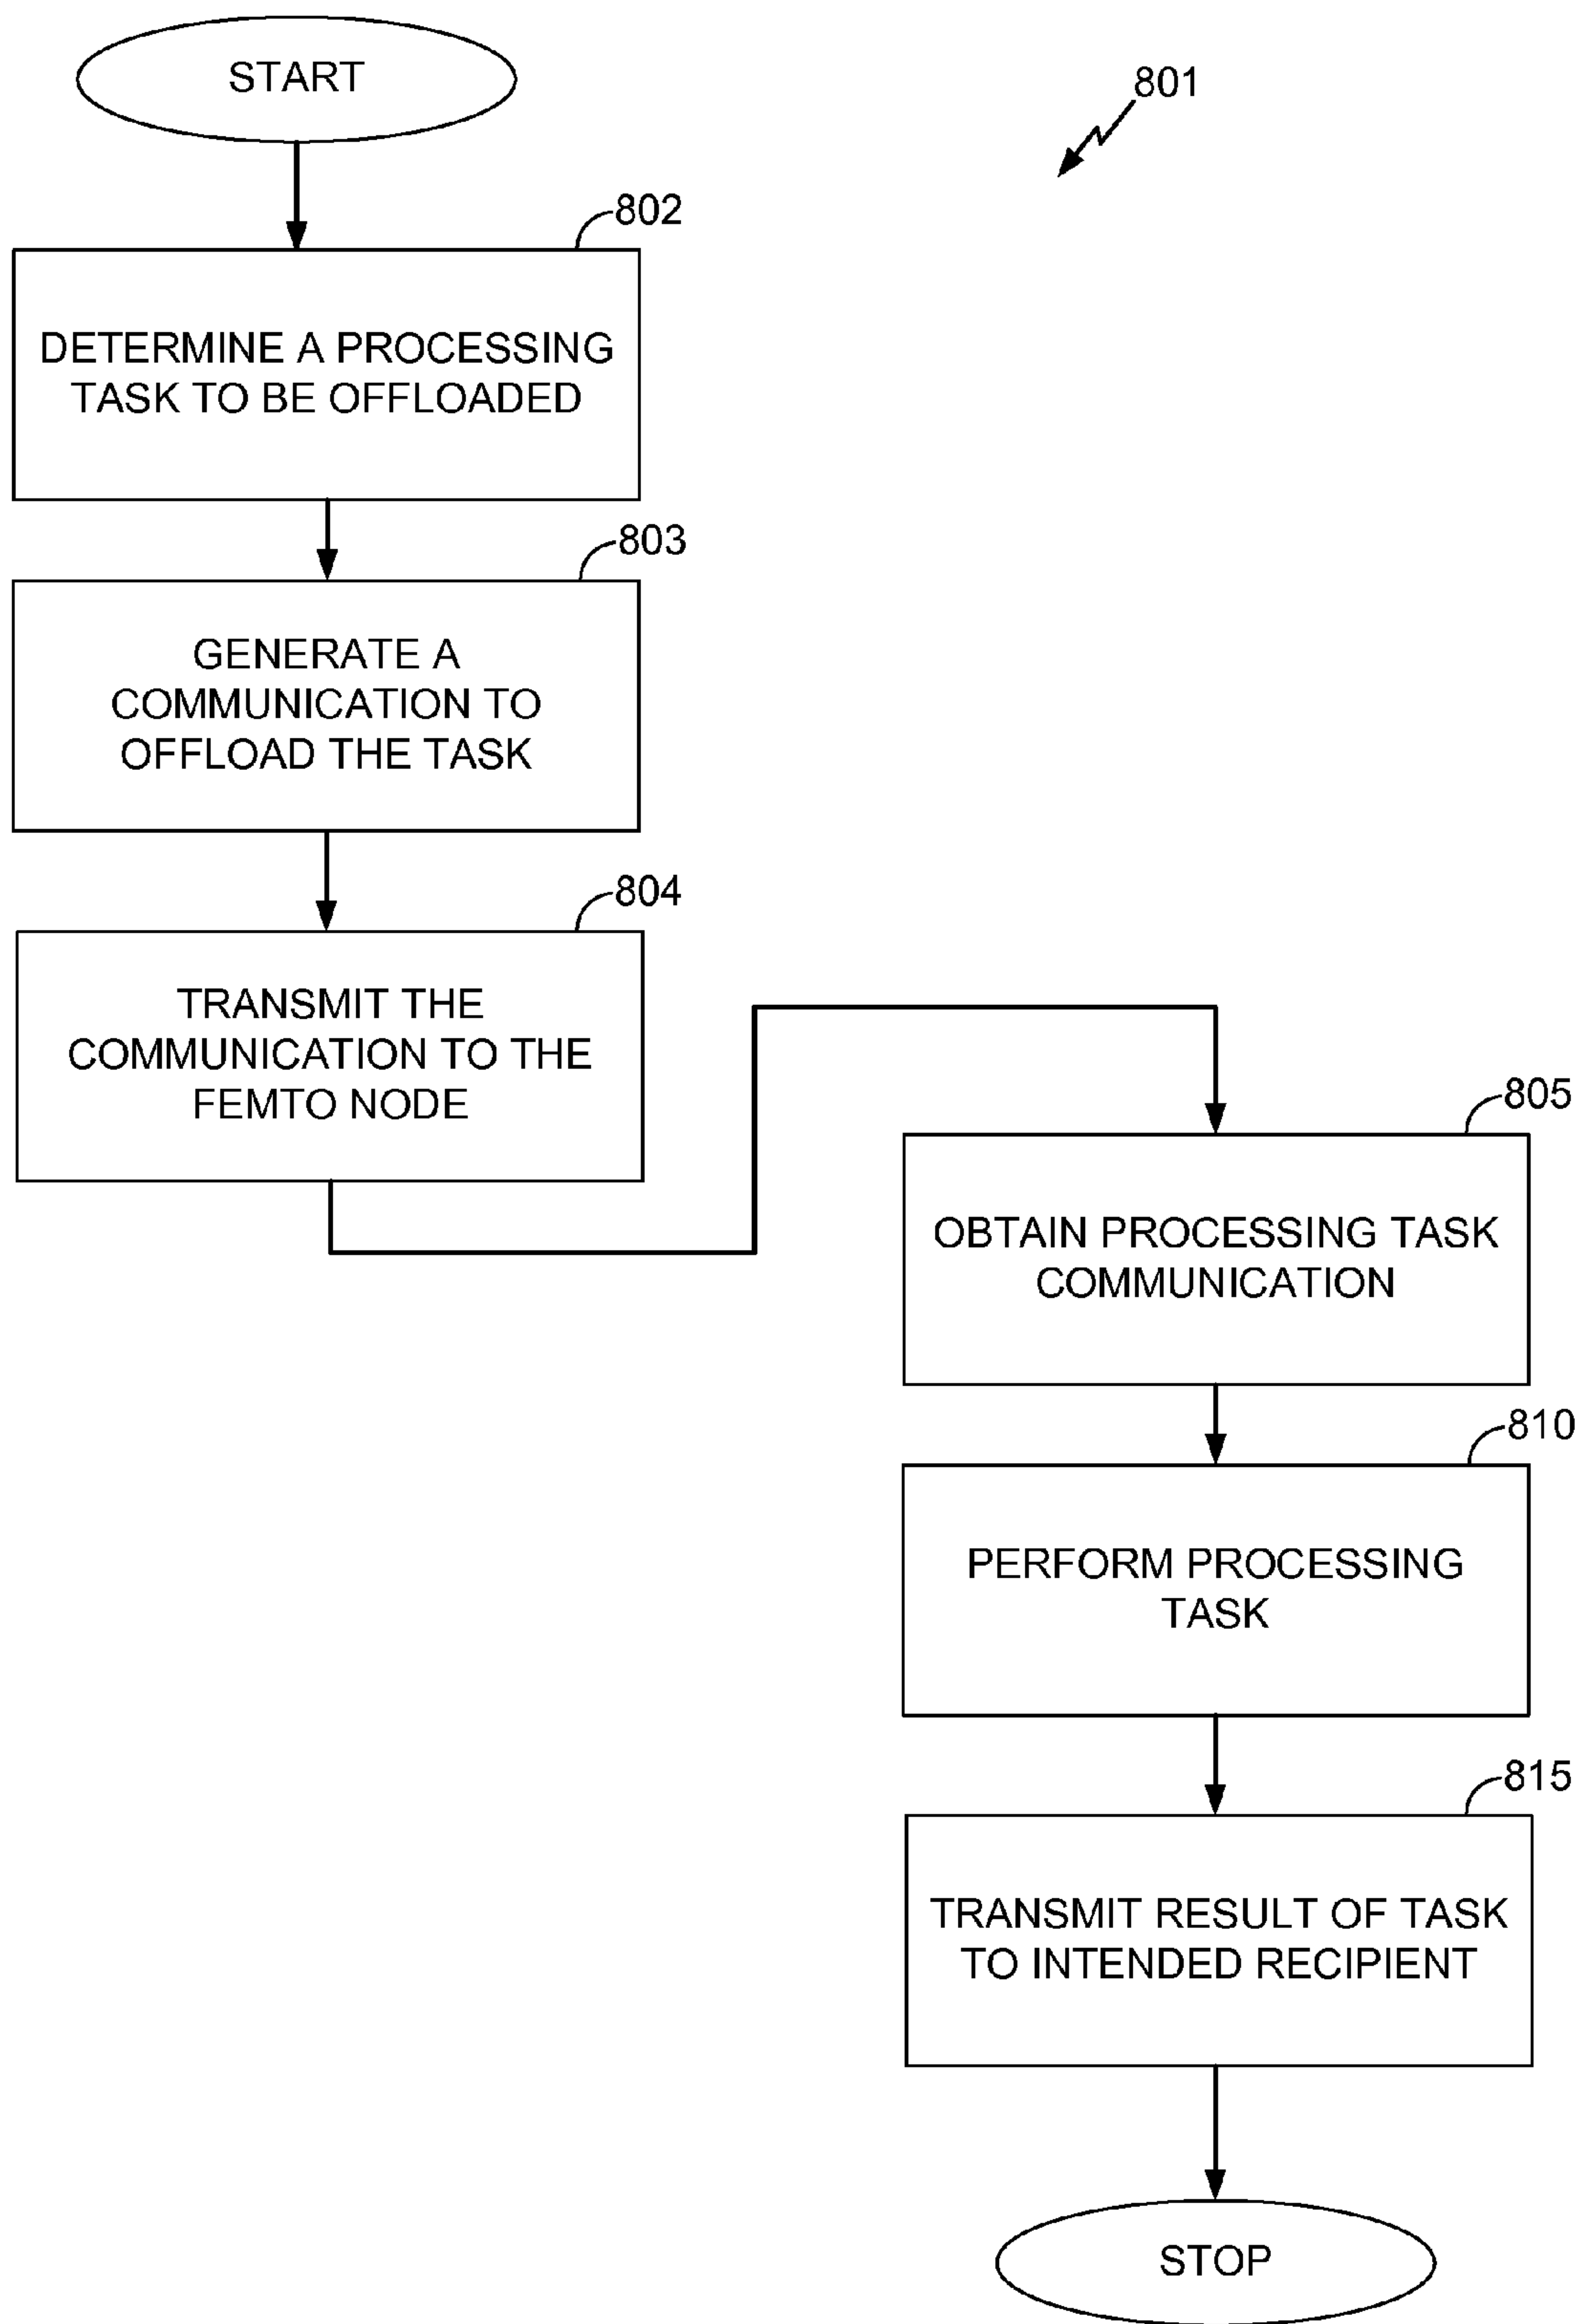 START
801
802
DETERMINE A PROCESSING
TASK TO BE OFFLOADED
803
GENERATE A
COMMUNICATION TO
OFFLOAD THE TASK
804
TRANSMIT THE
COMMUNICATION TO THE
FEMTO NODE
805
OBTAIN PROCESSING TASK
COMMUNICATION
810
PERFORM PROCESSING
TASK
815
TRANSMIT RESULT OF TASK
TO INTENDED RECIPIENT
STOP